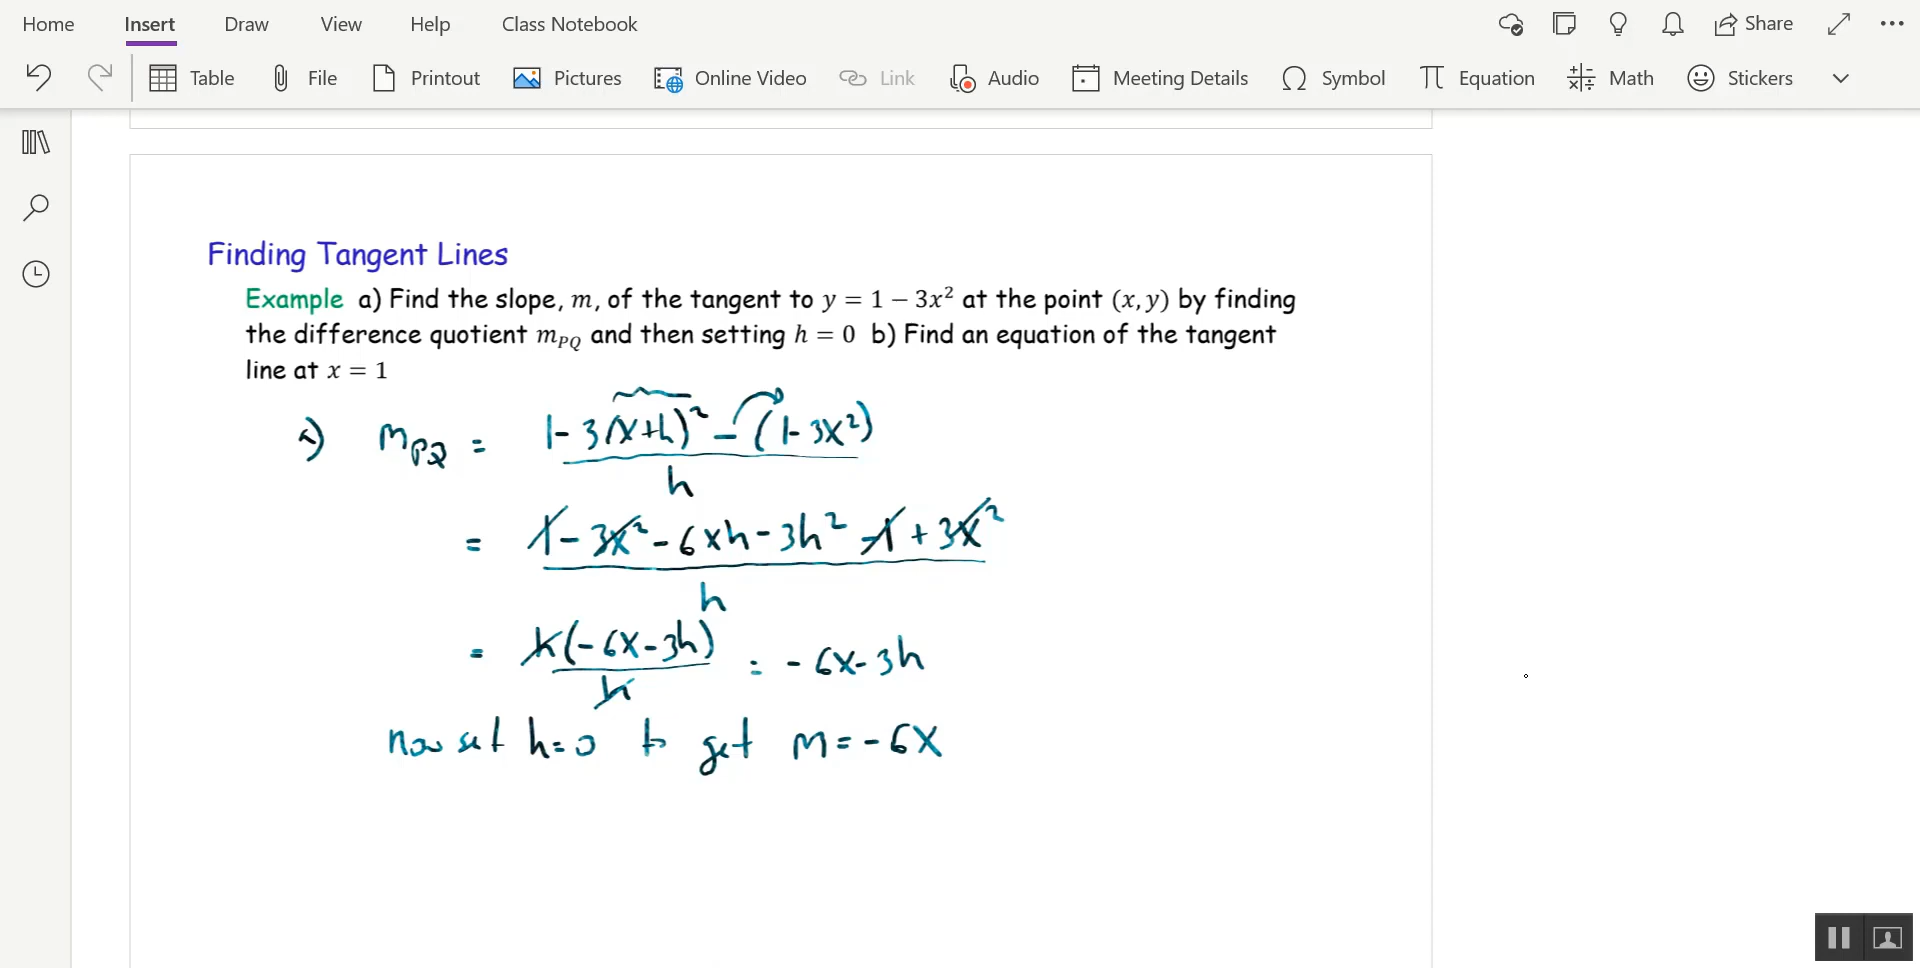 Home Insert Draw View Help Class Notebook Share
Table File Printout Pictures Online Video Link Audio Meeting Details Symbol Equation Math Stickers
Finding Tangent Lines
Example a) Find the slope, m, of the tangent to y = 1 − 3x² at the point (x, y) by finding
the difference quotient m_PQ and then setting h = 0 b) Find an equation of the tangent
line at x = 1
a) m_PQ = (1 - 3(x+h)² - (1 - 3x²)) / h
= (1 - 3x² - 6xh - 3h² - 1 + 3x²) / h
= h(-6x - 3h) / h = -6x - 3h
now set h=0 to get m = -6x